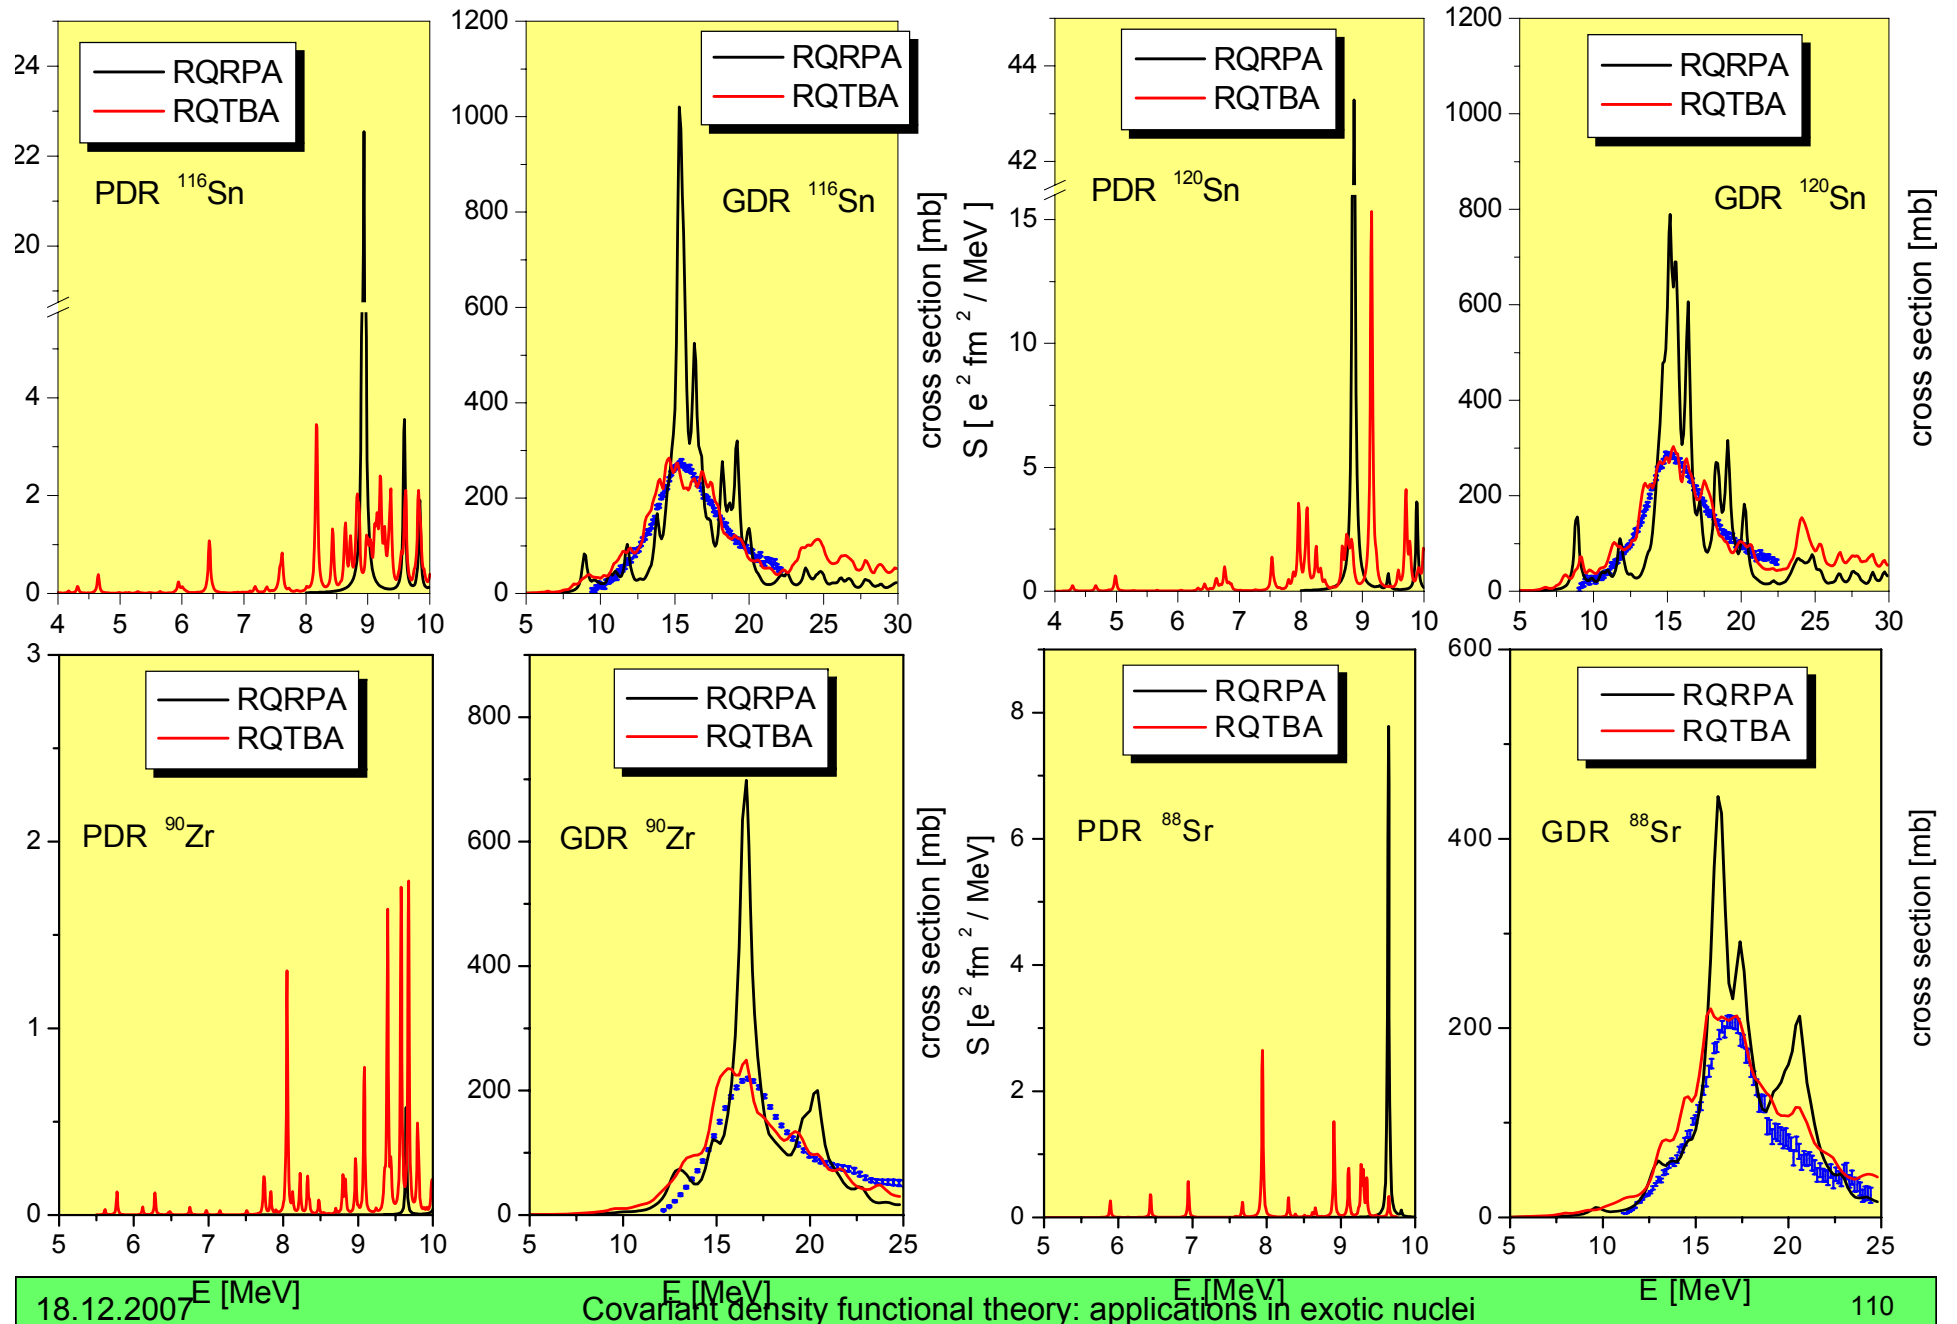 24
22
20
4
2
0
4 5 6 7 8 9 10
RQRPA
RQTBA
PDR 116Sn
1200
1000
800
600
400
200
0
5 10 15 20 25 30
RQRPA
RQTBA
GDR 116Sn
cross section [mb]
S [ e 2 fm 2 / MeV ]
44
42
15
10
5
0
4 5 6 7 8 9 10
RQRPA
RQTBA
PDR 120Sn
1200
1000
800
600
400
200
0
5 10 15 20 25 30
RQRPA
RQTBA
GDR 120Sn
cross section [mb]
3
2
1
0
5 6 7 8 9 10
RQRPA
RQTBA
PDR 90Zr
E [MeV]
800
600
400
200
0
5 10 15 20 25
RQRPA
RQTBA
GDR 90Zr
E [MeV]
cross section [mb]
S [e 2 fm 2 / MeV]
8
6
4
2
0
5 6 7 8 9 10
RQRPA
RQTBA
PDR 88Sr
E [MeV]
600
400
200
0
5 10 15 20 25
RQRPA
RQTBA
GDR 88Sr
E [MeV]
cross section [mb]
18.12.2007
Covariant density functional theory: applications in exotic nuclei
110